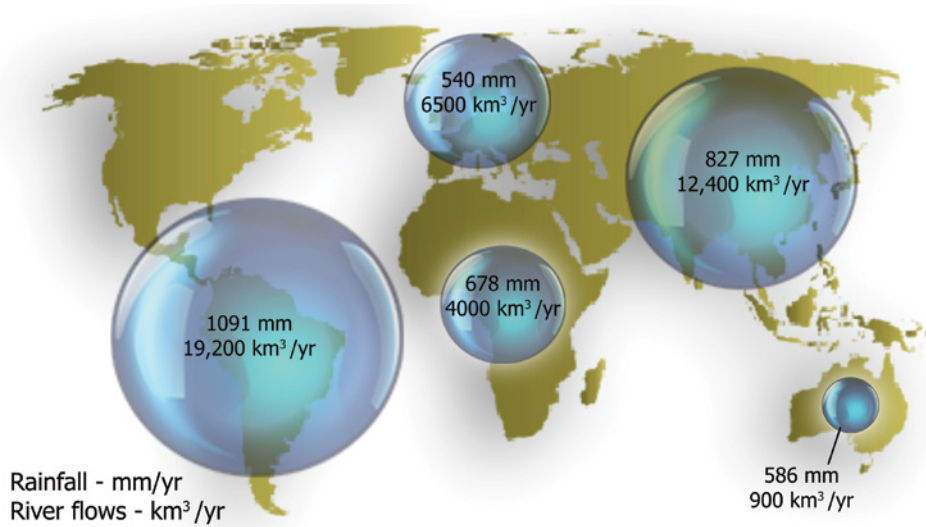 540 mm
6500 km³/yr
827 mm
12,400 km³/yr
678 mm
4000 km³/yr
1091 mm
19,200 km³/yr
586 mm
900 km³/yr
Rainfall - mm/yr
River flows - km³/yr